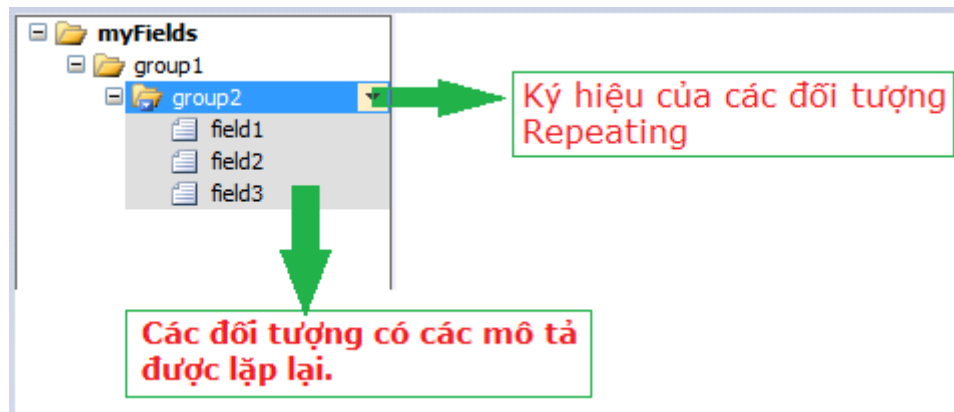 myFields
group1
group2
field1
field2
field3
Ký hiệu của các đối tượng
Repeating
Các đối tượng có các mô tả
được lặp lại.